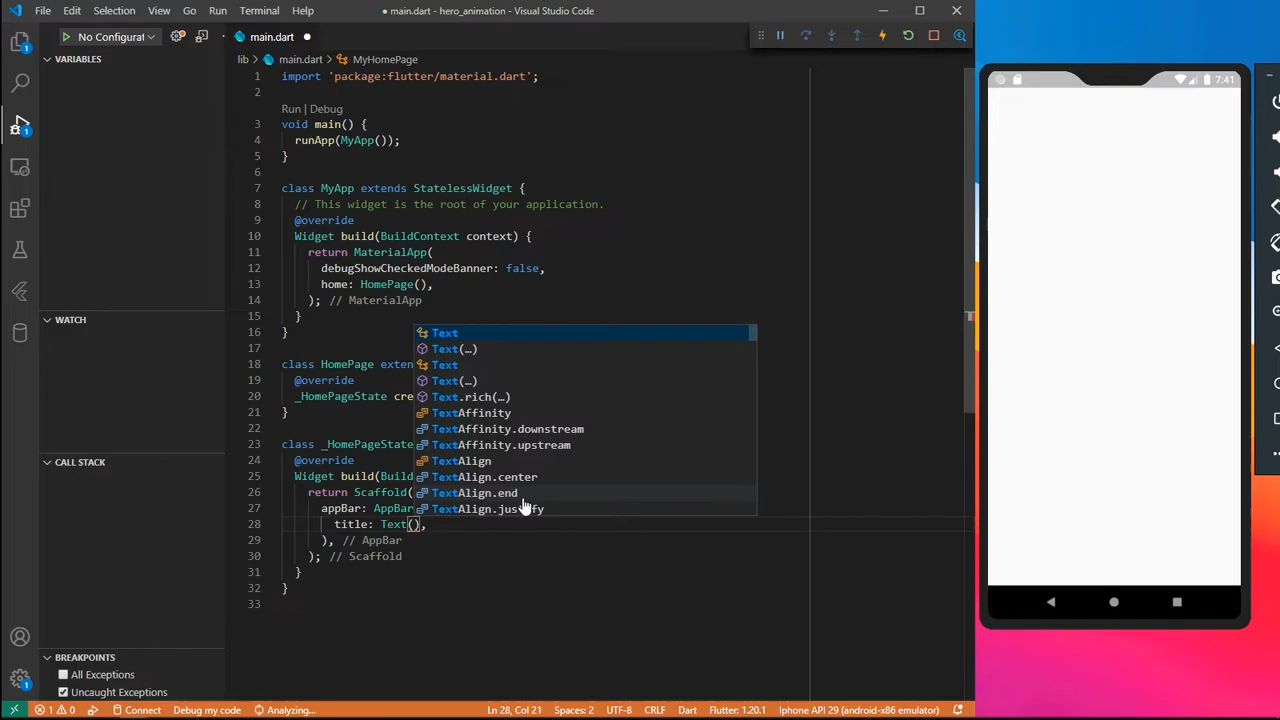 File Edit Selection View Go Run Terminal Help
● main.dart - hero_animation - Visual Studio Code
No Configurat
main.dart ●
lib > main.dart > MyHomePage
VARIABLES
WATCH
CALL STACK
BREAKPOINTS
All Exceptions
Uncaught Exceptions
1 import 'package:flutter/material.dart';
2
Run | Debug
3 void main() {
4 runApp(MyApp());
5 }
6
7 class MyApp extends StatelessWidget {
8 // This widget is the root of your application.
9 @override
10 Widget build(BuildContext context) {
11 return MaterialApp(
12 debugShowCheckedModeBanner: false,
13 home: HomePage(),
14 ); // MaterialApp
15 }
16 }
17
18 class HomePage exten
19 @override
20 _HomePageState cre
21 }
22
23 class _HomePageState
24 @override
25 Widget build(Buil
26 return Scaffold(
27 appBar: AppBar
28 title: Text(),
29 ), // AppBar
30 ); // Scaffold
31 }
32 }
33
Text
Text(…)
Text
Text(…)
Text.rich(…)
TextAffinity
TextAffinity.downstream
TextAffinity.upstream
TextAlign
TextAlign.center
TextAlign.end
TextAlign.justify
7:41
1 0 Connect Debug my code Analyzing... Ln 28, Col 21 Spaces: 2 UTF-8 CRLF Dart Flutter: 1.20.1 Iphone API 29 (android-x86 emulator)